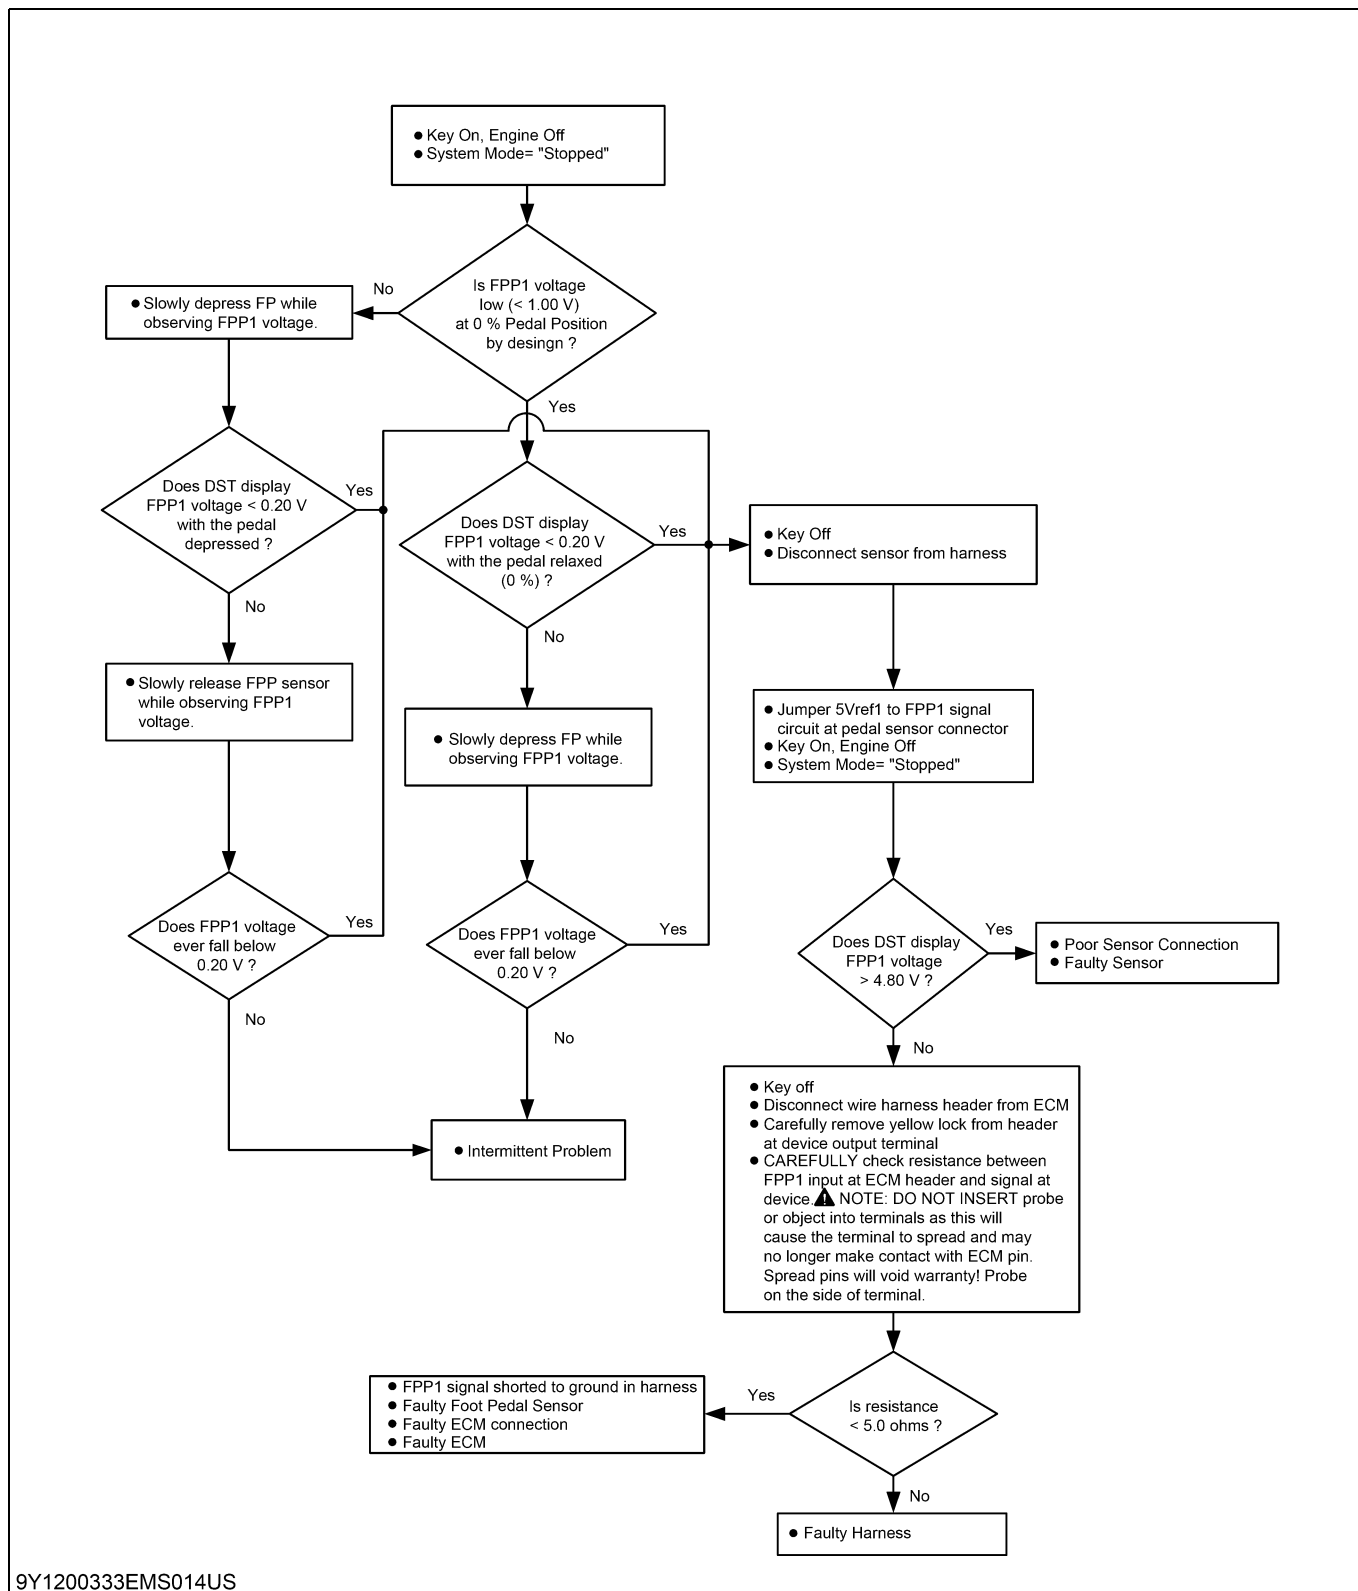 ● Key On, Engine Off
● System Mode= "Stopped"
Is FPP1 voltage
low (< 1.00 V)
at 0 % Pedal Position
by desingn ?
No
Yes
● Slowly depress FP while
observing FPP1 voltage.
Does DST display
FPP1 voltage < 0.20 V
with the pedal
depressed ?
Yes
No
Does DST display
FPP1 voltage < 0.20 V
with the pedal relaxed
(0 %) ?
Yes
No
● Key Off
● Disconnect sensor from harness
● Slowly release FPP sensor
while observing FPP1
voltage.
● Slowly depress FP while
observing FPP1 voltage.
● Jumper 5Vref1 to FPP1 signal
circuit at pedal sensor connector
● Key On, Engine Off
● System Mode= "Stopped"
Does FPP1 voltage
ever fall below
0.20 V ?
Yes
No
Does FPP1 voltage
ever fall below
0.20 V ?
Yes
No
Does DST display
FPP1 voltage
> 4.80 V ?
Yes
No
● Poor Sensor Connection
● Faulty Sensor
● Intermittent Problem
● Key off
● Disconnect wire harness header from ECM
● Carefully remove yellow lock from header
at device output terminal
● CAREFULLY check resistance between
FPP1 input at ECM header and signal at
device. NOTE: DO NOT INSERT probe
or object into terminals as this will
cause the terminal to spread and may
no longer make contact with ECM pin.
Spread pins will void warranty! Probe
on the side of terminal.
Is resistance
< 5.0 ohms ?
Yes
No
● FPP1 signal shorted to ground in harness
● Faulty Foot Pedal Sensor
● Faulty ECM connection
● Faulty ECM
● Faulty Harness
9Y1200333EMS014US